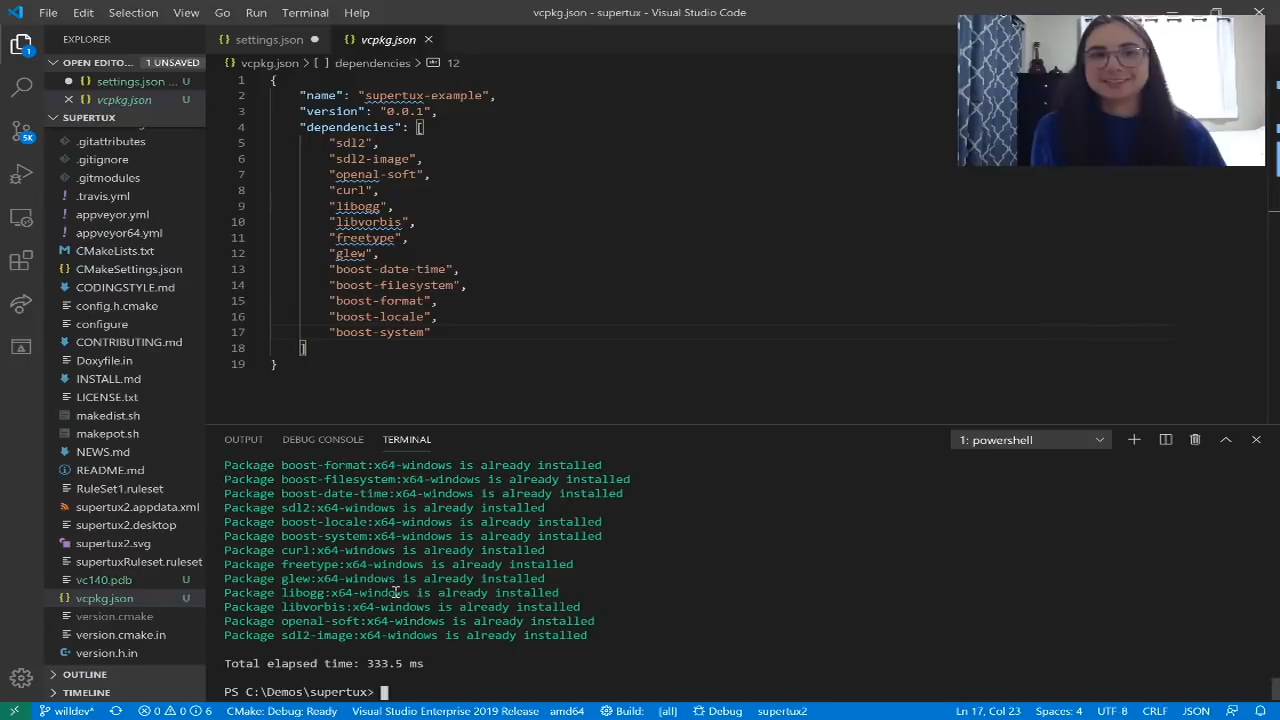 File Edit Selection View Go Run Terminal Help
vcpkg.json - supertux - Visual Studio Code
EXPLORER
OPEN EDITO... 1 UNSAVED
settings.json ... U
vcpkg.json U
SUPERTUX
.gitattributes
.gitignore
.gitmodules
.travis.yml
appveyor.yml
appveyor64.yml
CMakeLists.txt
CMakeSettings.json
CODINGSTYLE.md
config.h.cmake
configure
CONTRIBUTING.md
Doxyfile.in
INSTALL.md
LICENSE.txt
makedist.sh
makepot.sh
NEWS.md
README.md
RuleSet1.ruleset
supertux2.appdata.xml
supertux2.desktop
supertux2.svg
supertuxRuleset.ruleset
vc140.pdb U
vcpkg.json U
version.cmake
version.cmake.in
version.h.in
OUTLINE
TIMELINE
1
5K
settings.json
vcpkg.json
vcpkg.json > [ ] dependencies > 12
1 {
2 "name": "supertux-example",
3 "version": "0.0.1",
4 "dependencies": [
5 "sdl2",
6 "sdl2-image",
7 "openal-soft",
8 "curl",
9 "libogg",
10 "libvorbis",
11 "freetype",
12 "glew",
13 "boost-date-time",
14 "boost-filesystem",
15 "boost-format",
16 "boost-locale",
17 "boost-system"
18 ]
19 }
OUTPUT DEBUG CONSOLE TERMINAL
1: powershell
Package boost-format:x64-windows is already installed
Package boost-filesystem:x64-windows is already installed
Package boost-date-time:x64-windows is already installed
Package sdl2:x64-windows is already installed
Package boost-locale:x64-windows is already installed
Package boost-system:x64-windows is already installed
Package curl:x64-windows is already installed
Package freetype:x64-windows is already installed
Package glew:x64-windows is already installed
Package libogg:x64-windows is already installed
Package libvorbis:x64-windows is already installed
Package openal-soft:x64-windows is already installed
Package sdl2-image:x64-windows is already installed
Total elapsed time: 333.5 ms
PS C:\Demos\supertux>
willdev* 0 0 6 CMake: Debug: Ready Visual Studio Enterprise 2019 Release - amd64 Build: [all] Debug supertux2 Ln 17, Col 23 Spaces: 4 UTF-8 CRLF JSON